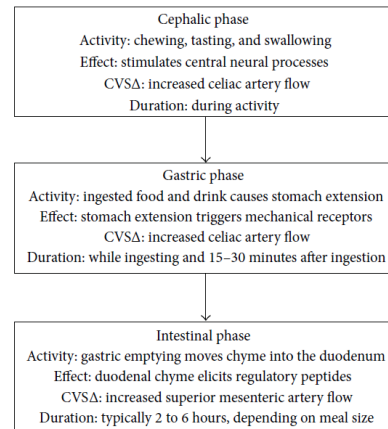 Cephalic phase
Activity: chewing, tasting, and swallowing
Effect: stimulates central neural processes
CVSΔ: increased celiac artery flow
Duration: during activity
Gastric phase
Activity: ingested food and drink causes stomach extension
Effect: stomach extension triggers mechanical receptors
CVSΔ: increased celiac artery flow
Duration: while ingesting and 15–30 minutes after ingestion
Intestinal phase
Activity: gastric emptying moves chyme into the duodenum
Effect: duodenal chyme elicits regulatory peptides
CVSΔ: increased superior mesenteric artery flow
Duration: typically 2 to 6 hours, depending on meal size